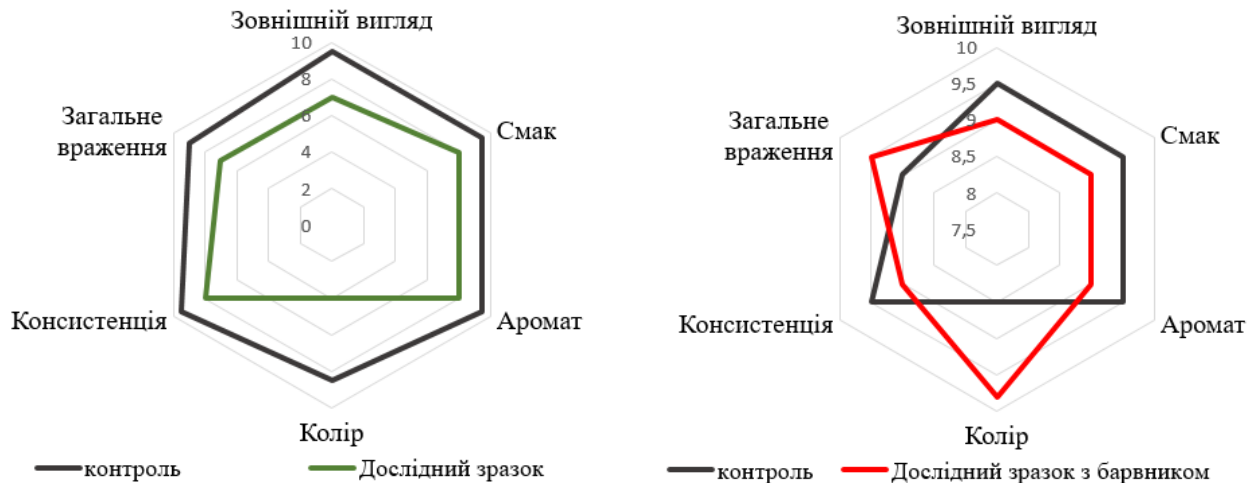 Зовнішній вигляд
10
8
6
4
2
0
Загальне
враження
Смак
Консистенція
Аромат
Колір
контроль
Дослідний зразок
Зовнішній вигляд
10
9,5
9
8,5
8
7,5
Загальне
враження
Смак
Консистенція
Аромат
Колір
контроль
Дослідний зразок з барвником